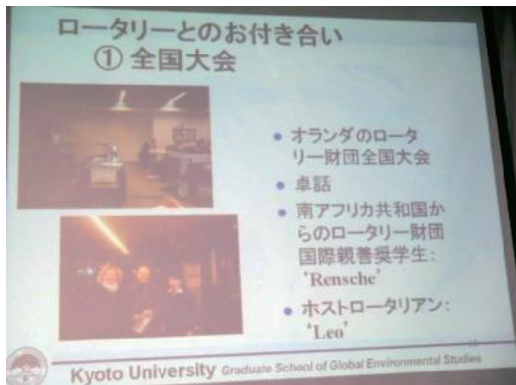 ロータリーとのお付き合い
① 全国大会
• オランダのロータ
リー財団全国大会
• 卓話
• 南アフリカ共和国か
らのロータリー財団
国際親善奨学生:
‘Rensche’
• ホストロータリアン:
‘Leo’
Kyoto University Graduate School of Global Environmental Studies